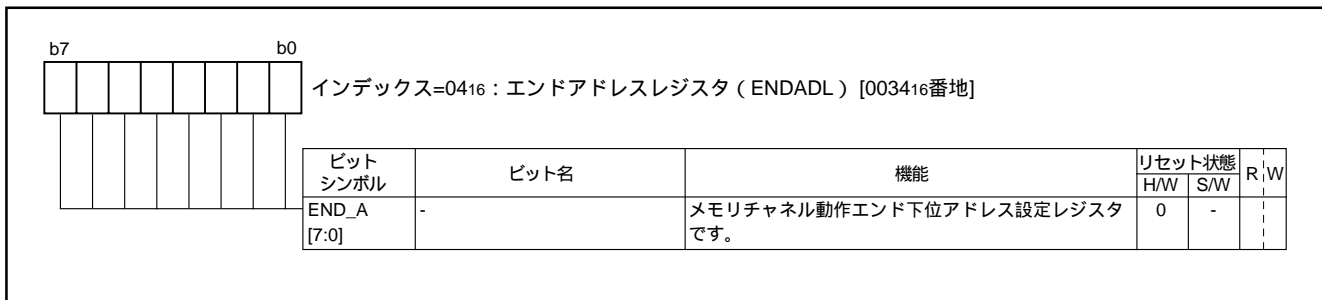 b7 b0
インデックス=0416:エンドアドレスレジスタ(ENDADL) [003416番地]
ビット
シンボル
ビット名
機能
リセット状態
H/W S/W
R W
END_A
[7:0]
-
メモリチャネル動作エンド下位アドレス設定レジスタ
です。
0 -